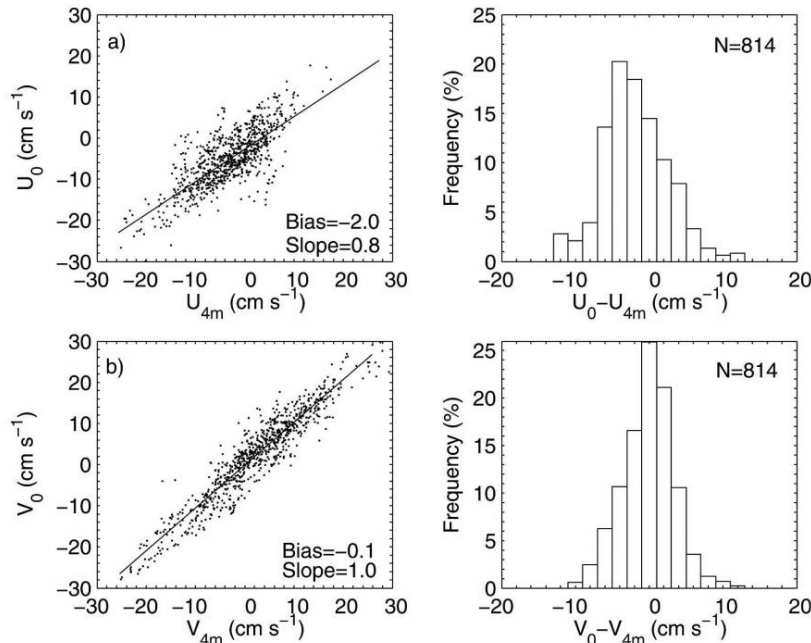 a)
30
20
10
0
−10
−20
−30
U₀ (cm s⁻¹)
Bias=−2.0
Slope=0.8
−30 −20 −10 0 10 20 30
U₄ₘ (cm s⁻¹)
N=814
25
20
15
10
5
0
Frequency (%)
−20 −10 0 10 20
U₀−U₄ₘ (cm s⁻¹)
b)
30
20
10
0
−10
−20
−30
V₀ (cm s⁻¹)
Bias=−0.1
Slope=1.0
−30 −20 −10 0 10 20 30
V₄ₘ (cm s⁻¹)
N=814
25
20
15
10
5
0
Frequency (%)
−20 −10 0 10 20
V₀−V₄ₘ (cm s⁻¹)